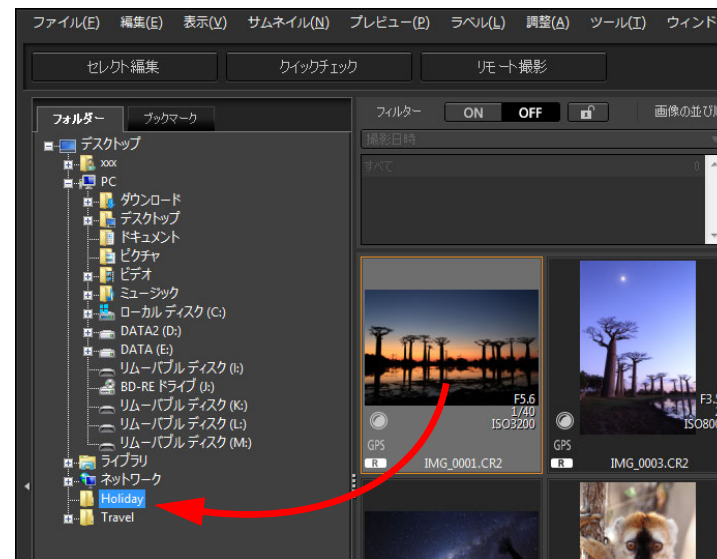 ファイル(F) 編集(E) 表示(V) サムネイル(N) プレビュー(P) ラベル(L) 調整(A) ツール(T) ウィンド
セレクト編集 クイックチェック リモート撮影
フォルダー ブックマーク
フィルター ON OFF 画像の並び順
撮影日時
すべて 0
デスクトップ
xxx
PC
ダウンロード
デスクトップ
ドキュメント
ピクチャ
ビデオ
ミュージック
ローカル ディスク (C:)
DATA2 (D:)
DATA (E:)
リムーバブル ディスク (I:)
BD-RE ドライブ (J:)
リムーバブル ディスク (K:)
リムーバブル ディスク (L:)
リムーバブル ディスク (M:)
ライブラリ
ネットワーク
Holiday
Travel
F5.6
1/40
ISO3200
GPS
R IMG_0001.CR2
F3.5
ISO800
GPS
R IMG_0003.CR2